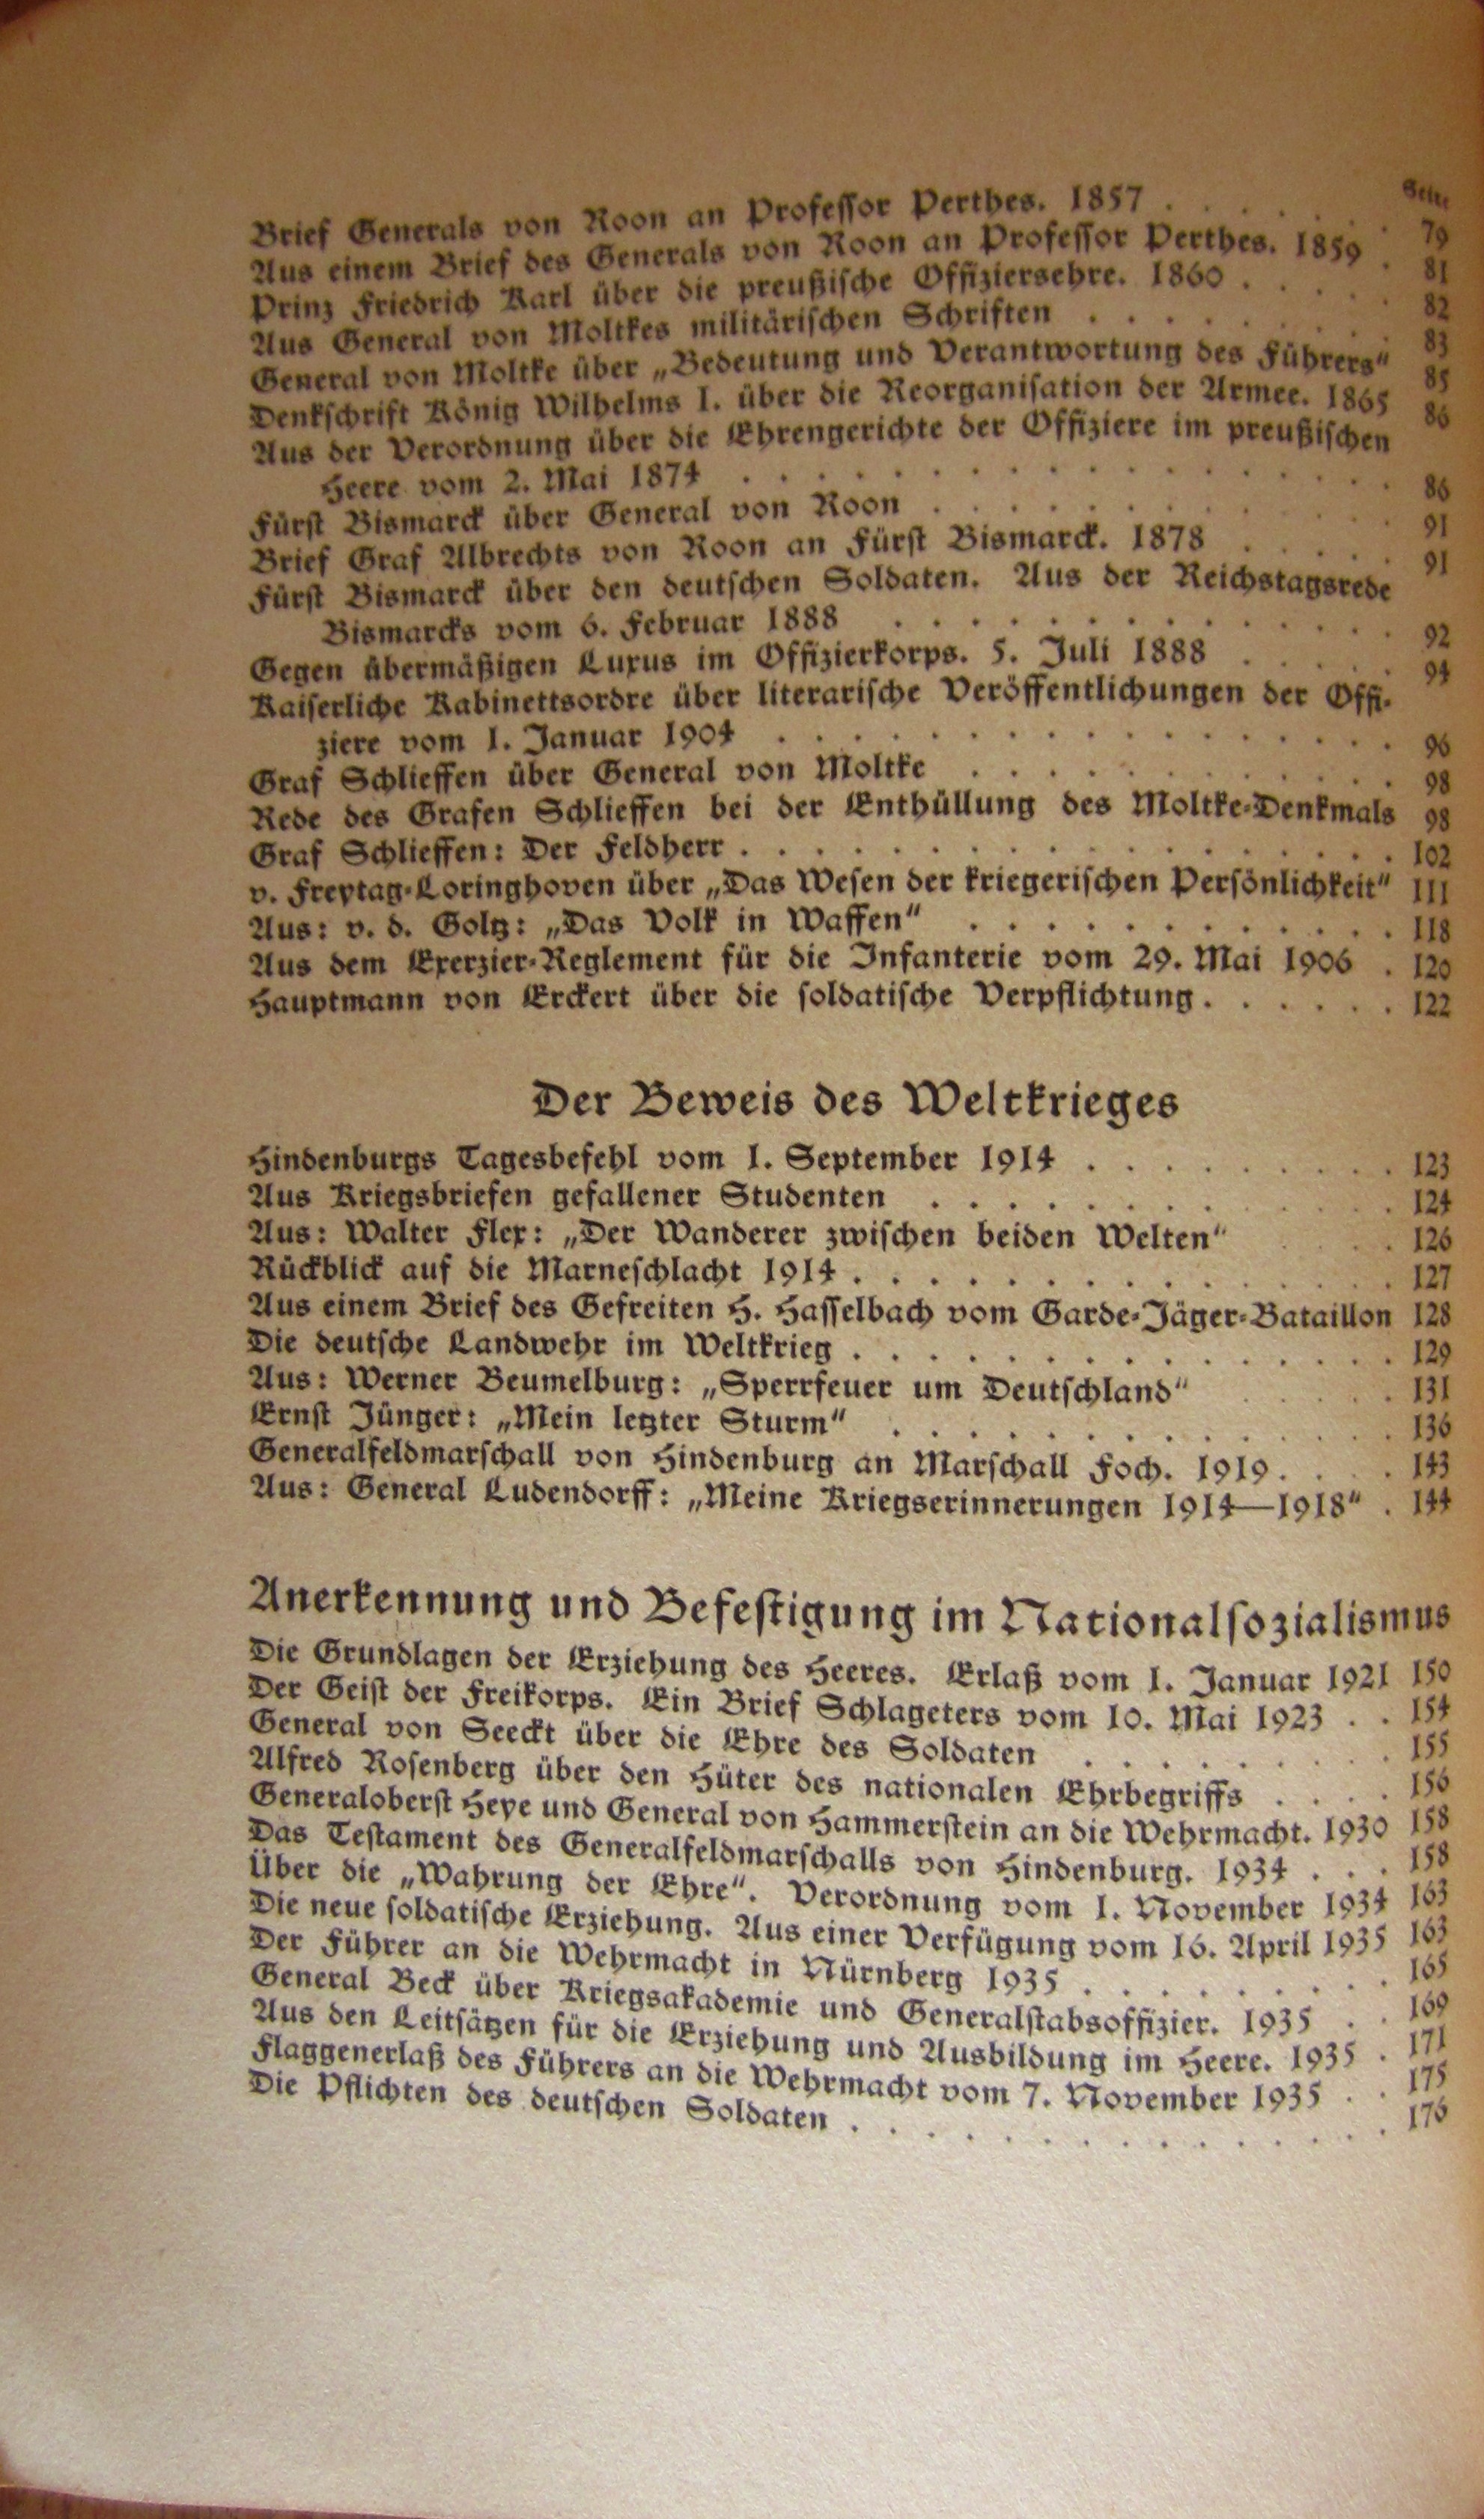 Seite
Brief Generals von Roon an Professor Perthes. 1857 . . . . . . 79
Aus einem Brief des Generals von Roon an Professor Perthes. 1859 . 81
Prinz Friedrich Karl über die preußische Offiziersehre. 1860 . . . . . 82
Aus General von Moltkes militärischen Schriften . . . . . . . . 83
General von Moltke über „Bedeutung und Verantwortung des Führers“ 85
Denkschrift König Wilhelms I. über die Reorganisation der Armee. 1865 86
Aus der Verordnung über die Ehrengerichte der Offiziere im preußischen
Heere vom 2. Mai 1874 . . . . . . . . . . . . . . . . . 86
Fürst Bismarck über General von Roon . . . . . . . . . . . . 91
Brief Graf Albrechts von Roon an Fürst Bismarck. 1878 . . . . . 91
Fürst Bismarck über den deutschen Soldaten. Aus der Reichstagsrede
Bismarcks vom 6. Februar 1888 . . . . . . . . . . . . . . 92
Gegen übermäßigen Luxus im Offizierkorps. 5. Juli 1888 . . . . . 94
Kaiserliche Kabinettsordre über literarische Veröffentlichungen der Offi-
ziere vom 1. Januar 1904 . . . . . . . . . . . . . . . . . 96
Graf Schlieffen über General von Moltke . . . . . . . . . . . . 98
Rede des Grafen Schlieffen bei der Enthüllung des Moltke-Denkmals 98
Graf Schlieffen: Der Feldherr . . . . . . . . . . . . . . . . . . 102
v. Freytag-Loringhoven über „Das Wesen der kriegerischen Persönlichkeit“ 111
Aus: v. d. Goltz: „Das Volk in Waffen“ . . . . . . . . . . . . 118
Aus dem Exerzier-Reglement für die Infanterie vom 29. Mai 1906 . 120
Hauptmann von Erckert über die soldatische Verpflichtung . . . . . . 122
Der Beweis des Weltkrieges
Hindenburgs Tagesbefehl vom 1. September 1914 . . . . . . . . . 123
Aus Kriegsbriefen gefallener Studenten . . . . . . . . . . . . . 124
Aus: Walter Flex: „Der Wanderer zwischen beiden Welten“ . . . . 126
Rückblick auf die Marneschlacht 1914 . . . . . . . . . . . . . . . 127
Aus einem Brief des Gefreiten H. Hasselbach vom Garde-Jäger-Bataillon 128
Die deutsche Landwehr im Weltkrieg . . . . . . . . . . . . . . . 129
Aus: Werner Beumelburg: „Sperrfeuer um Deutschland“ . . . . . 131
Ernst Jünger: „Mein letzter Sturm“ . . . . . . . . . . . . . . 136
Generalfeldmarschall von Hindenburg an Marschall Foch. 1919 . . . . 143
Aus: General Ludendorff: „Meine Kriegserinnerungen 1914—1918“ . 144
Anerkennung und Befestigung im Nationalsozialismus
Die Grundlagen der Erziehung des Heeres. Erlaß vom 1. Januar 1921 150
Der Geist der Freikorps. Ein Brief Schlageters vom 10. Mai 1923 . . 154
General von Seeckt über die Ehre des Soldaten . . . . . . . . . 155
Alfred Rosenberg über den Hüter des nationalen Ehrbegriffs . . . . 156
Generaloberst Heye und General von Hammerstein an die Wehrmacht. 1930 158
Das Testament des Generalfeldmarschalls von Hindenburg. 1934 . . . 158
Über die „Wahrung der Ehre“. Verordnung vom 1. November 1934 163
Die neue soldatische Erziehung. Aus einer Verfügung vom 16. April 1935 163
Der Führer an die Wehrmacht in Nürnberg 1935 . . . . . . . . . 165
General Beck über Kriegsakademie und Generalstabsoffizier. 1935 . . 169
Aus den Leitsätzen für die Erziehung und Ausbildung im Heere. 1935 . 171
Flaggenerlaß des Führers an die Wehrmacht vom 7. November 1935 . . 175
Die Pflichten des deutschen Soldaten . . . . . . . . . . . . . . . 176